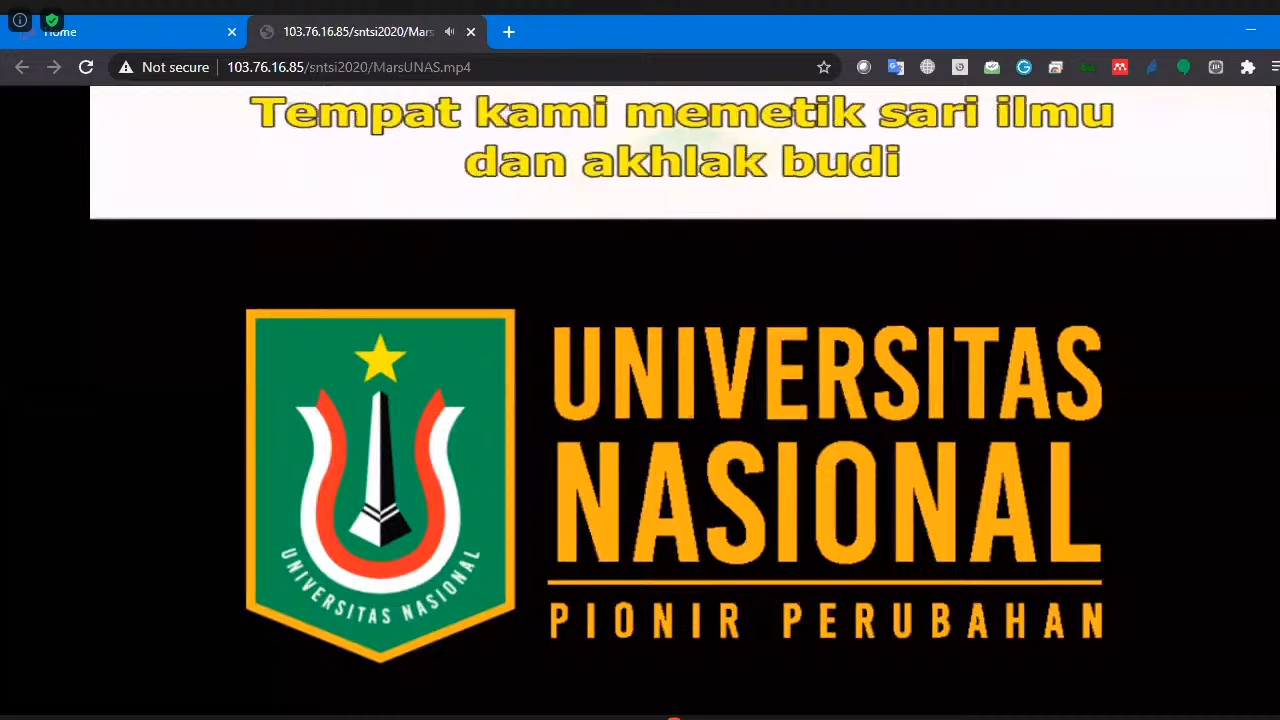 Home
103.76.16.85/sntsi2020/Mars
Not secure
103.76.16.85/sntsi2020/MarsUNAS.mp4
Tempat kami memetik sari ilmu
dan akhlak budi
UNIVERSITAS NASIONAL
UNIVERSITAS
NASIONAL
PIONIR PERUBAHAN